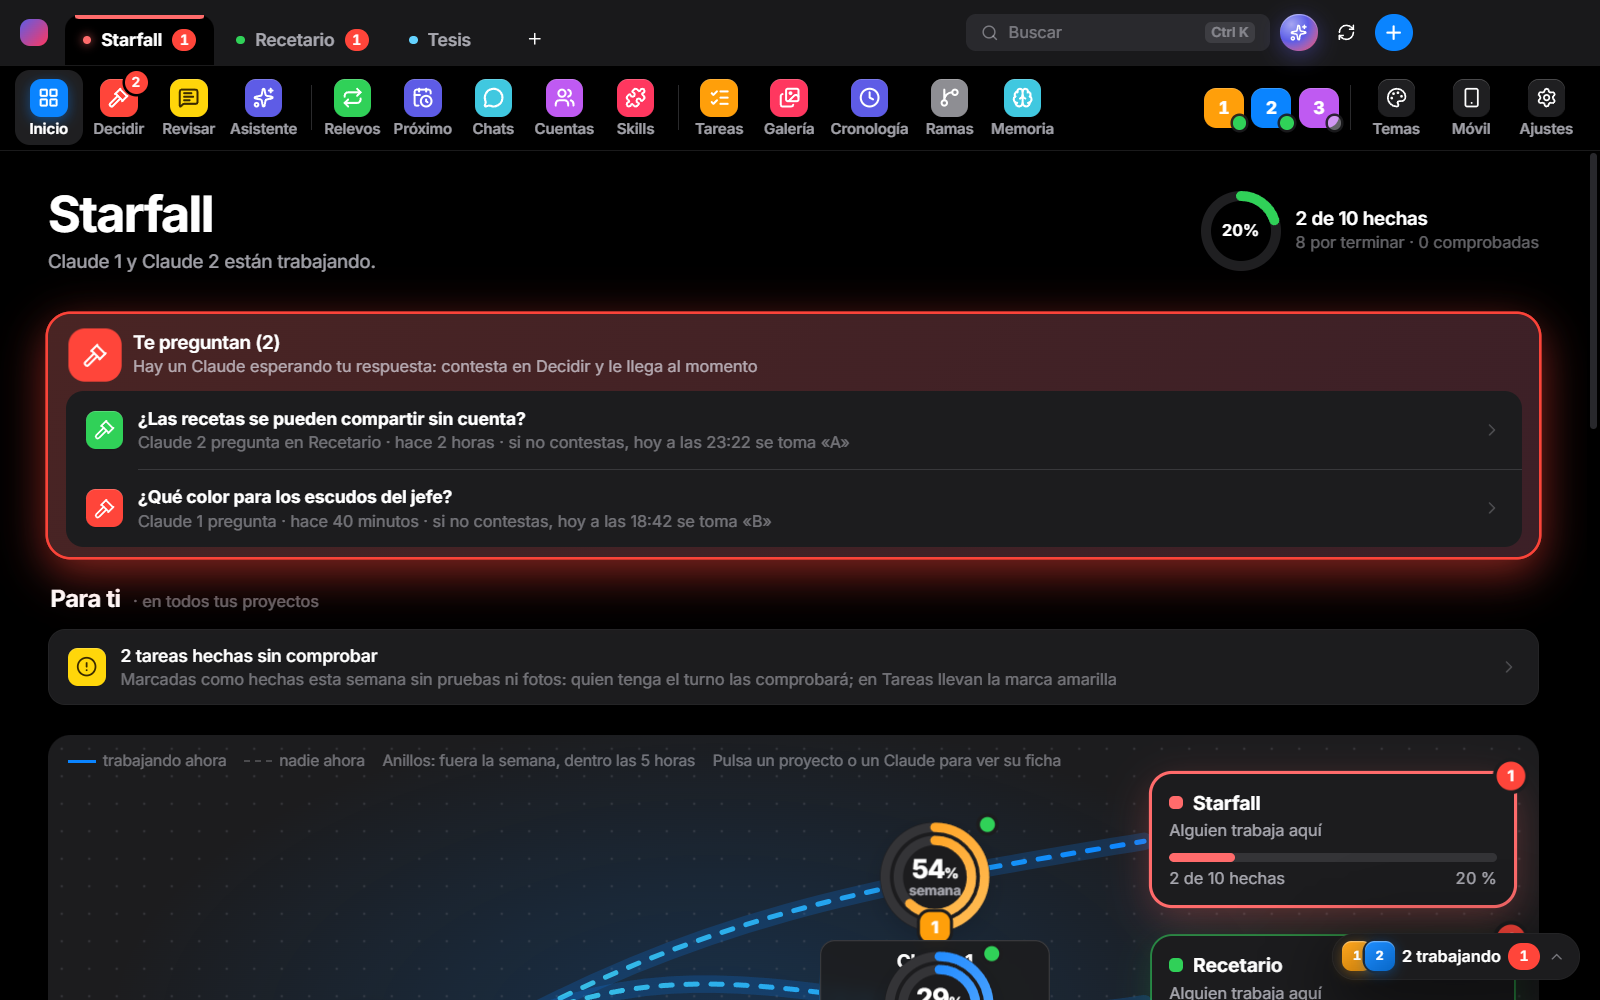 Starfall 1
Recetario 1
Tesis
+
Buscar Ctrl K
2
Inicio
Decidir
Revisar
Asistente
Relevos
Próximo
Chats
Cuentas
Skills
Tareas
Galería
Cronología
Ramas
Memoria
1 2 3
Temas
Móvil
Ajustes
Starfall
Claude 1 y Claude 2 están trabajando.
20%
2 de 10 hechas
8 por terminar · 0 comprobadas
Te preguntan (2)
Hay un Claude esperando tu respuesta: contesta en Decidir y le llega al momento
¿Las recetas se pueden compartir sin cuenta?
Claude 2 pregunta en Recetario · hace 2 horas · si no contestas, hoy a las 23:22 se toma «A»
¿Qué color para los escudos del jefe?
Claude 1 pregunta · hace 40 minutos · si no contestas, hoy a las 18:42 se toma «B»
Para ti · en todos tus proyectos
2 tareas hechas sin comprobar
Marcadas como hechas esta semana sin pruebas ni fotos: quien tenga el turno las comprobará; en Tareas llevan la marca amarilla
trabajando ahora nadie ahora Anillos: fuera la semana, dentro las 5 horas Pulsa un proyecto o un Claude para ver su ficha
54%
semana
1
29%
1
Starfall
Alguien trabaja aquí
2 de 10 hechas 20 %
Recetario
Alguien trabaja aquí
1 2 2 trabajando 1